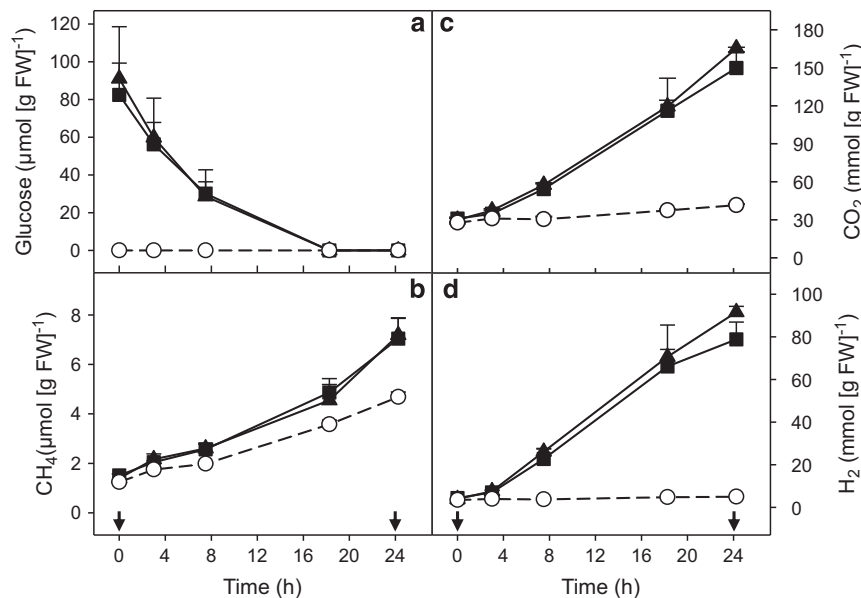 a
120
100
80
60
40
20
0
Glucose (µmol [g FW]-1)
c
180
150
120
90
60
30
0
CO2 (mmol [g FW]-1)
b
8
6
4
2
0
CH4(µmol [g FW]-1)
d
100
80
60
40
20
0
H2 (mmol [g FW]-1)
0 4 8 12 16 20 24
0 4 8 12 16 20 24
Time (h)
Time (h)